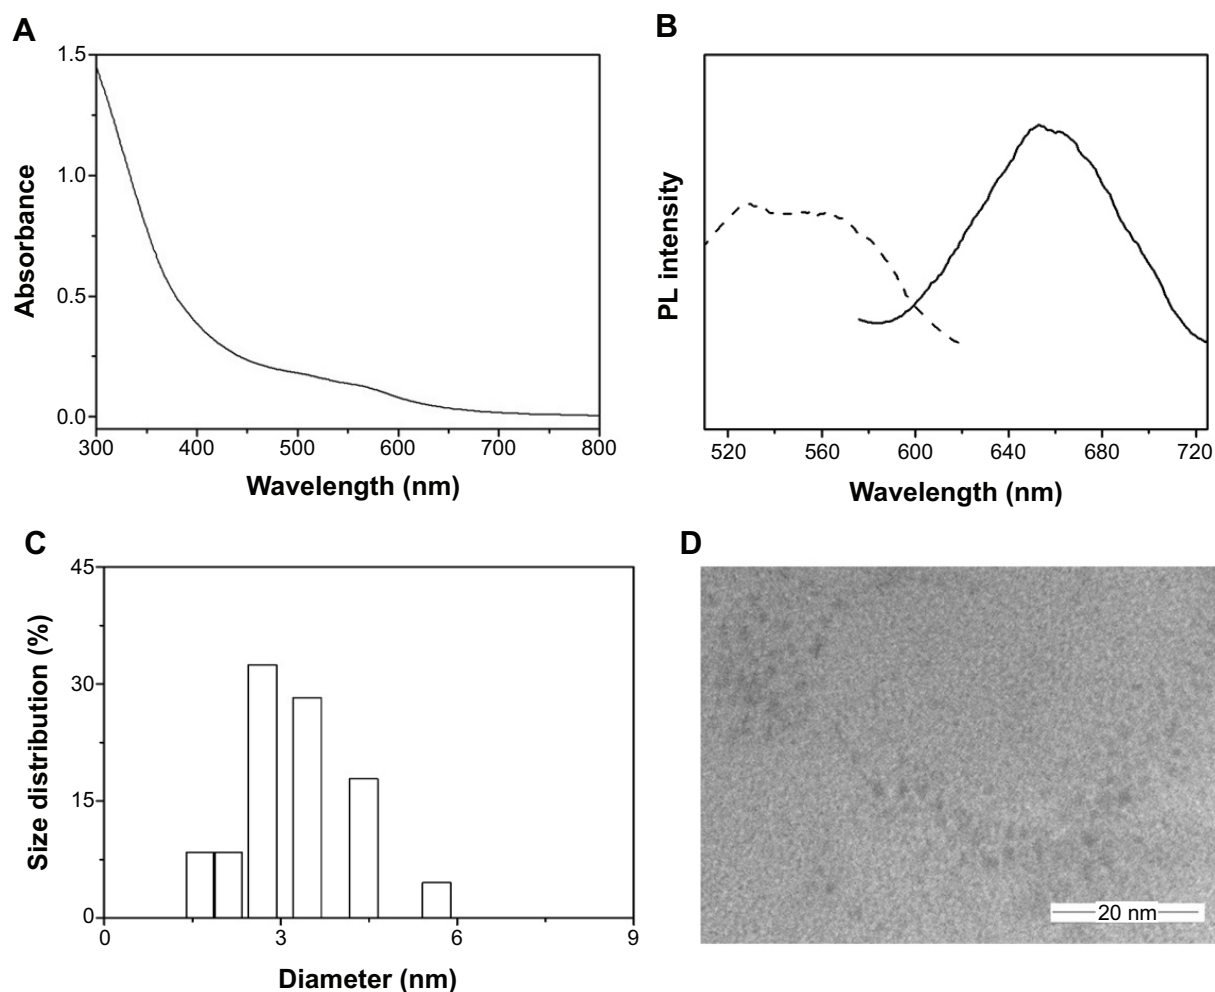 A
1.5
1.0
0.5
0.0
Absorbance
300 400 500 600 700 800
Wavelength (nm)
B
PL intensity
520 560 600 640 680 720
Wavelength (nm)
C
45
30
15
0
Size distribution (%)
0 3 6 9
Diameter (nm)
D
20 nm